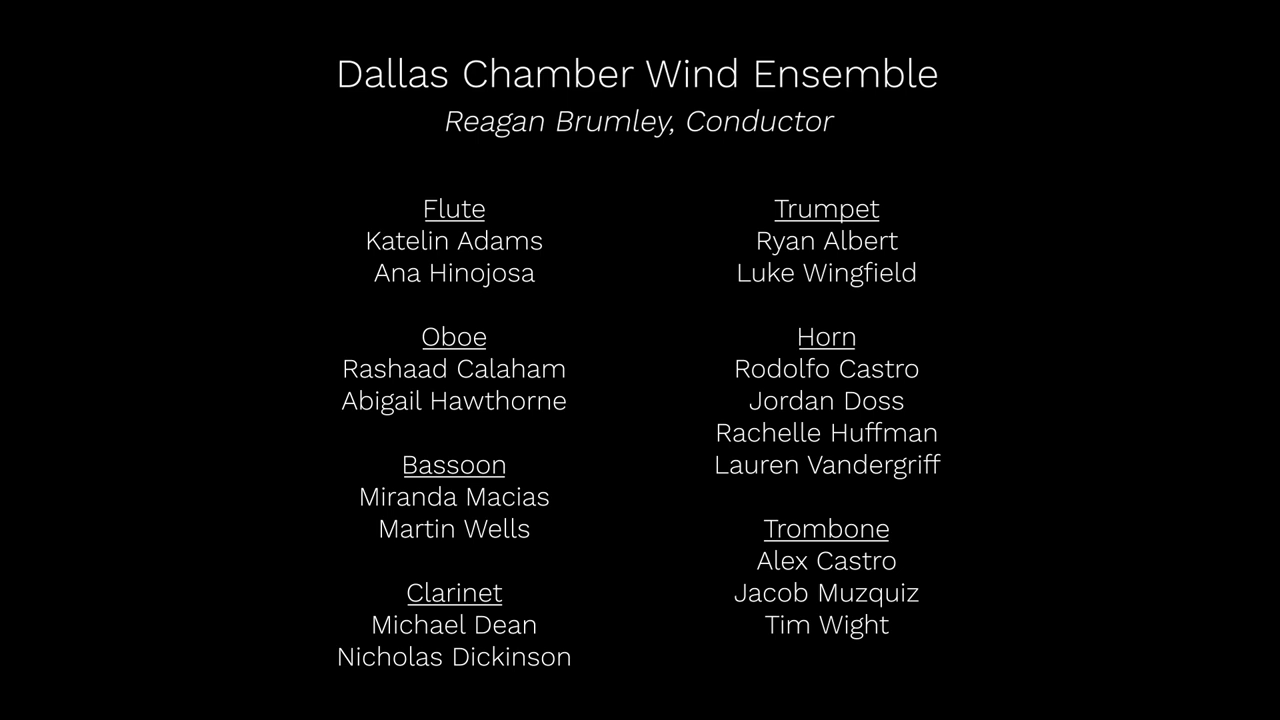 Dallas Chamber Wind Ensemble
Reagan Brumley, Conductor
Flute
Katelin Adams
Ana Hinojosa
Oboe
Rashaad Calaham
Abigail Hawthorne
Bassoon
Miranda Macias
Martin Wells
Clarinet
Michael Dean
Nicholas Dickinson
Trumpet
Ryan Albert
Luke Wingfield
Horn
Rodolfo Castro
Jordan Doss
Rachelle Huffman
Lauren Vandergriff
Trombone
Alex Castro
Jacob Muzquiz
Tim Wight